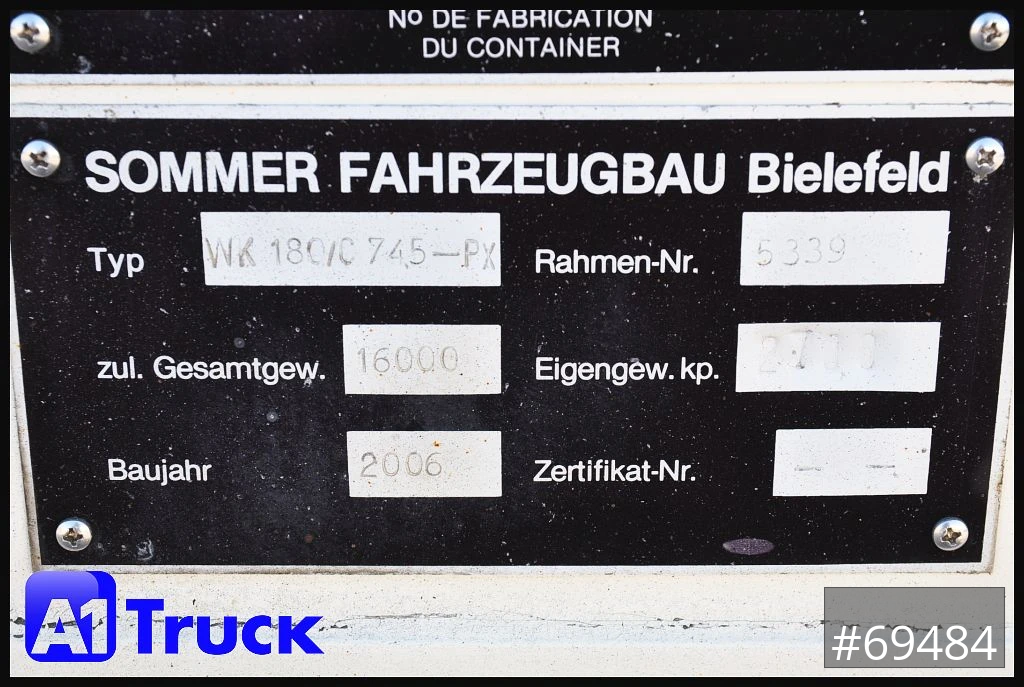 No DE FABRICATION
DU CONTAINER
SOMMER FAHRZEUGBAU Bielefeld
Typ WK 180/C 745-PX Rahmen-Nr. 5339
zul. Gesamtgew. 16000 Eigengew. kp.
Baujahr 2006 Zertifikat-Nr. — —
A1 Truck
#69484